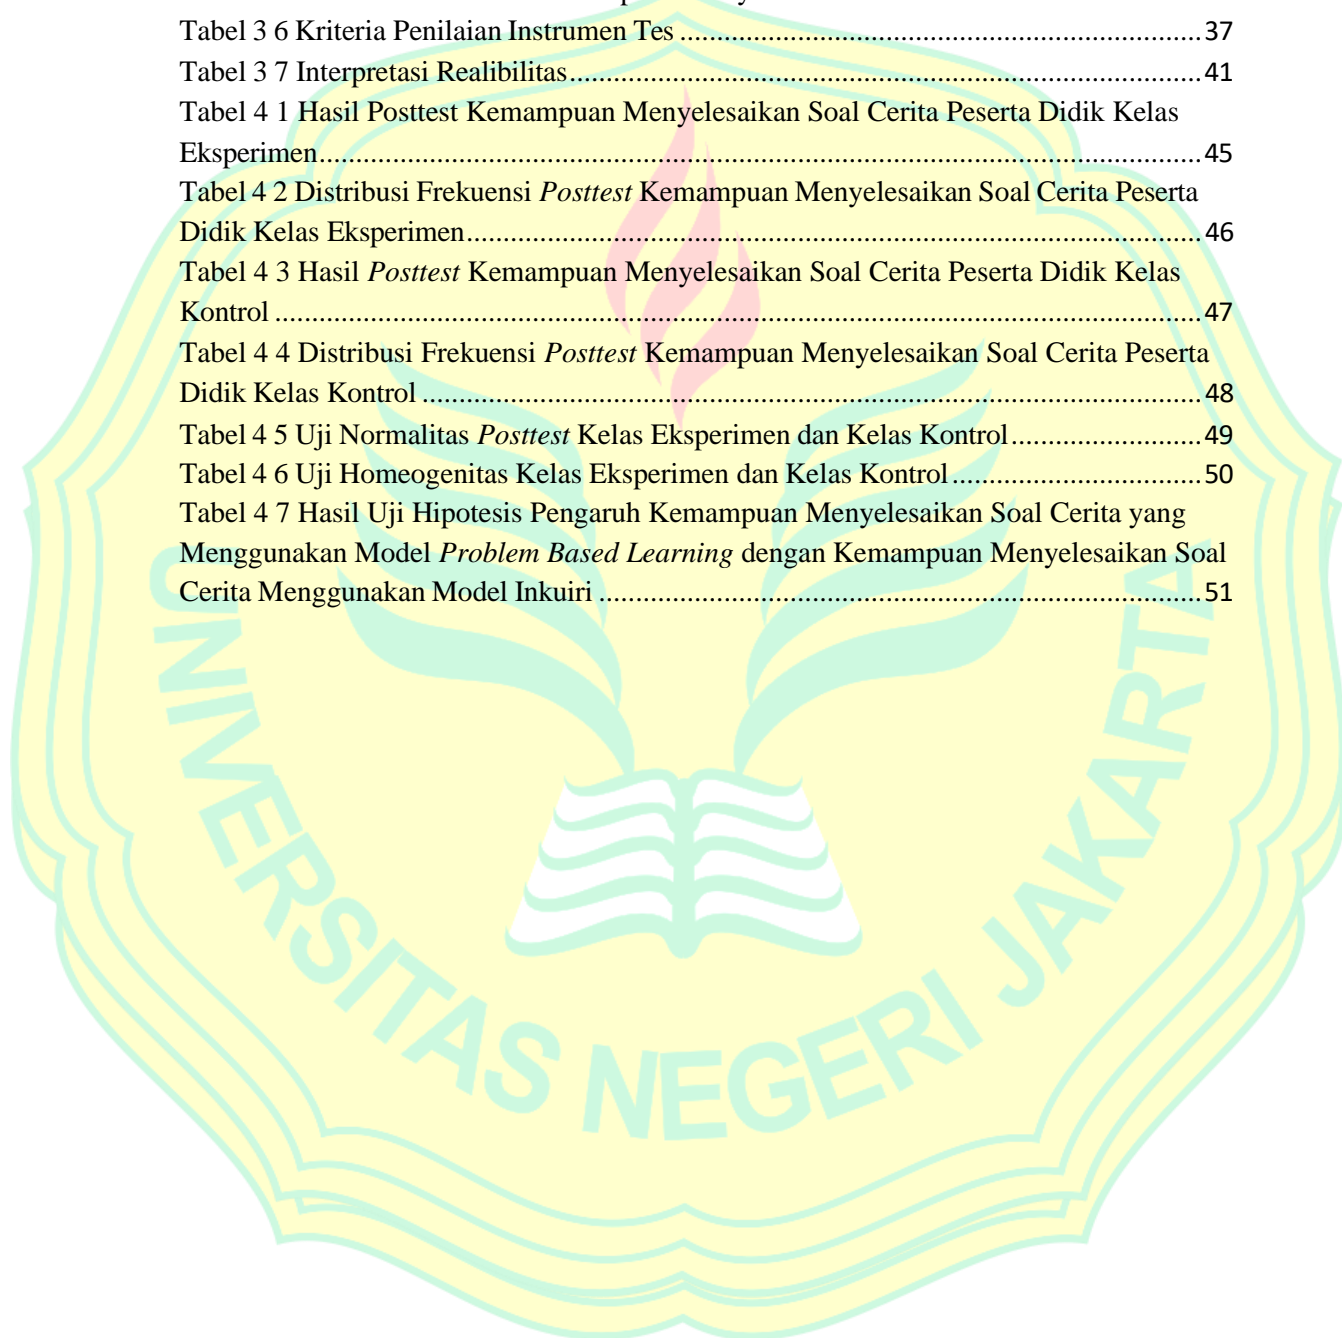 Tabel 3 6 Kriteria Penilaian Instrumen Tes ........................................................................ 37
Tabel 3 7 Interpretasi Realibilitas....................................................................................... 41
Tabel 4 1 Hasil Posttest Kemampuan Menyelesaikan Soal Cerita Peserta Didik Kelas
Eksperimen......................................................................................................................... 45
Tabel 4 2 Distribusi Frekuensi Posttest Kemampuan Menyelesaikan Soal Cerita Peserta
Didik Kelas Eksperimen..................................................................................................... 46
Tabel 4 3 Hasil Posttest Kemampuan Menyelesaikan Soal Cerita Peserta Didik Kelas
Kontrol ............................................................................................................................... 47
Tabel 4 4 Distribusi Frekuensi Posttest Kemampuan Menyelesaikan Soal Cerita Peserta
Didik Kelas Kontrol ........................................................................................................... 48
Tabel 4 5 Uji Normalitas Posttest Kelas Eksperimen dan Kelas Kontrol.......................... 49
Tabel 4 6 Uji Homeogenitas Kelas Eksperimen dan Kelas Kontrol .................................. 50
Tabel 4 7 Hasil Uji Hipotesis Pengaruh Kemampuan Menyelesaikan Soal Cerita yang
Menggunakan Model Problem Based Learning dengan Kemampuan Menyelesaikan Soal
Cerita Menggunakan Model Inkuiri ................................................................................... 51
UNIVERSITAS NEGERI JAKARTA